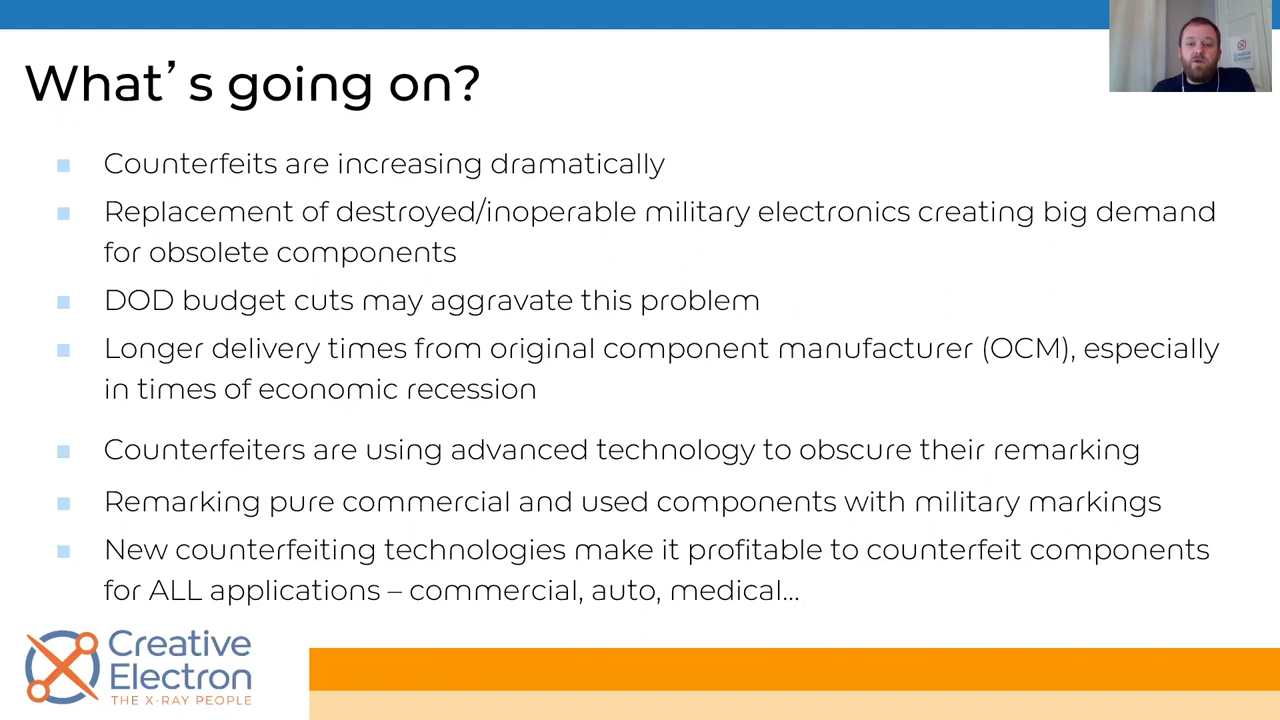 What's going on?
Creative
Electron
Counterfeits are increasing dramatically
Replacement of destroyed/inoperable military electronics creating big demand
for obsolete components
DOD budget cuts may aggravate this problem
Longer delivery times from original component manufacturer (OCM), especially
in times of economic recession
Counterfeiters are using advanced technology to obscure their remarking
Remarking pure commercial and used components with military markings
New counterfeiting technologies make it profitable to counterfeit components
for ALL applications – commercial, auto, medical...
Creative
Electron
THE X-RAY PEOPLE